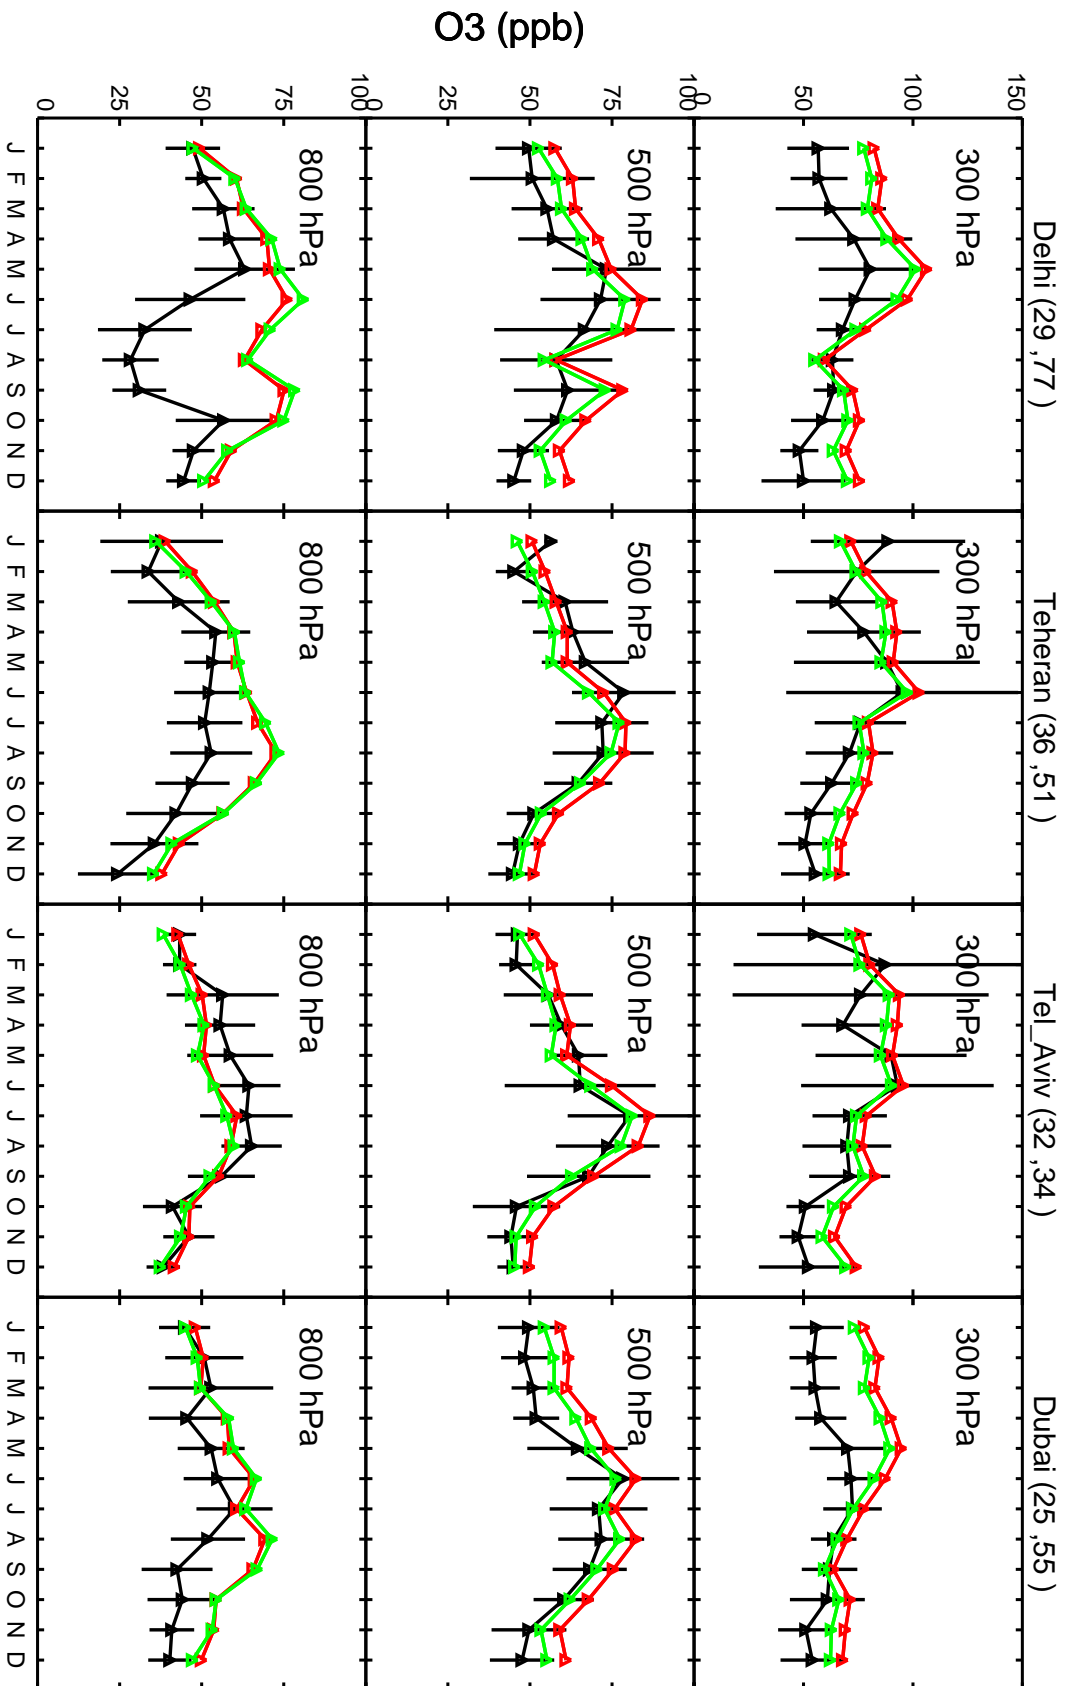 Delhi (29 ,77 )
Teheran (36 ,51 )
Tel_Aviv (32 ,34 )
Dubai (25 ,55 )
O3 (ppb)
150
100
50
0
300 hPa
300 hPa
300 hPa
300 hPa
100
75
50
25
0
500 hPa
500 hPa
500 hPa
500 hPa
100
75
50
25
0
800 hPa
800 hPa
800 hPa
800 hPa
J F M A M J J A S O N D
J F M A M J J A S O N D
J F M A M J J A S O N D
J F M A M J J A S O N D